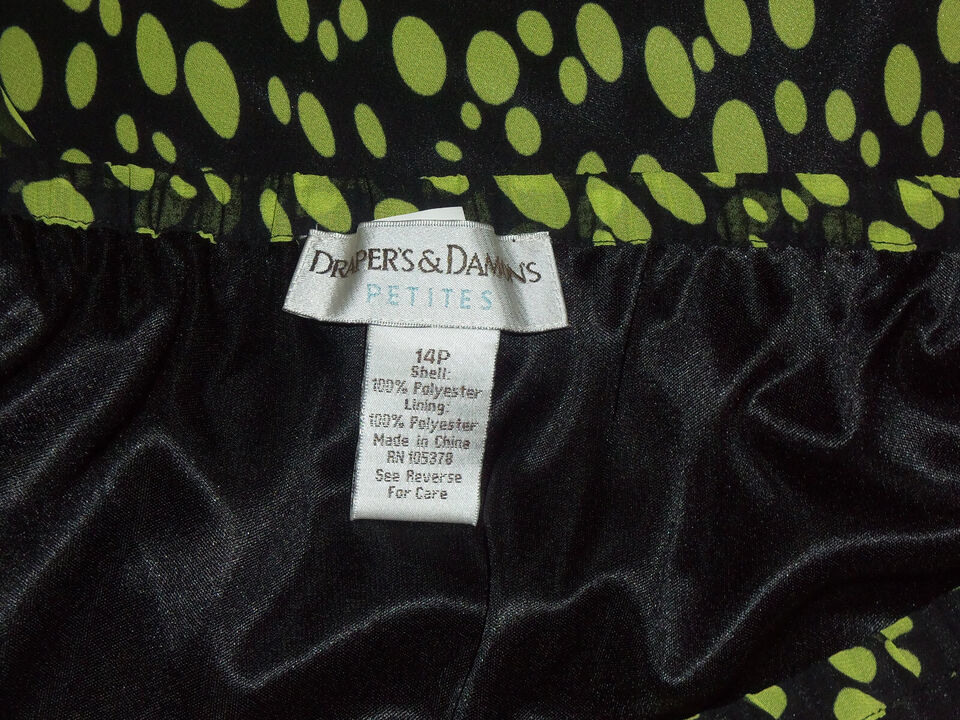 DRAPER'S & DAMON'S
PETITES
14P
Shell:
100% Polyester
Lining:
100% Polyester
Made in China
RN 105378
See Reverse
For Care